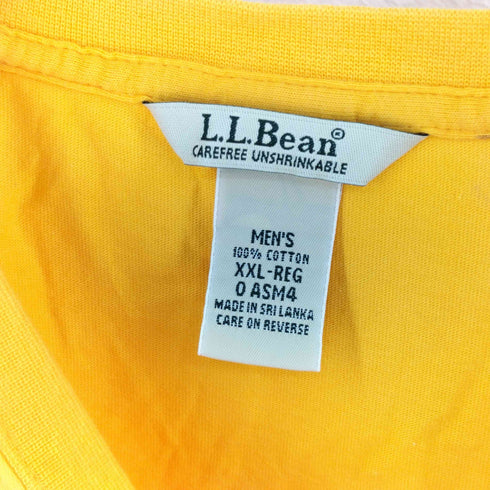 L.L.Bean®
CAREFREE UNSHRINKABLE
MEN'S
100% COTTON
XXL-REG
0 ASM4
MADE IN SRI LANKA
CARE ON REVERSE